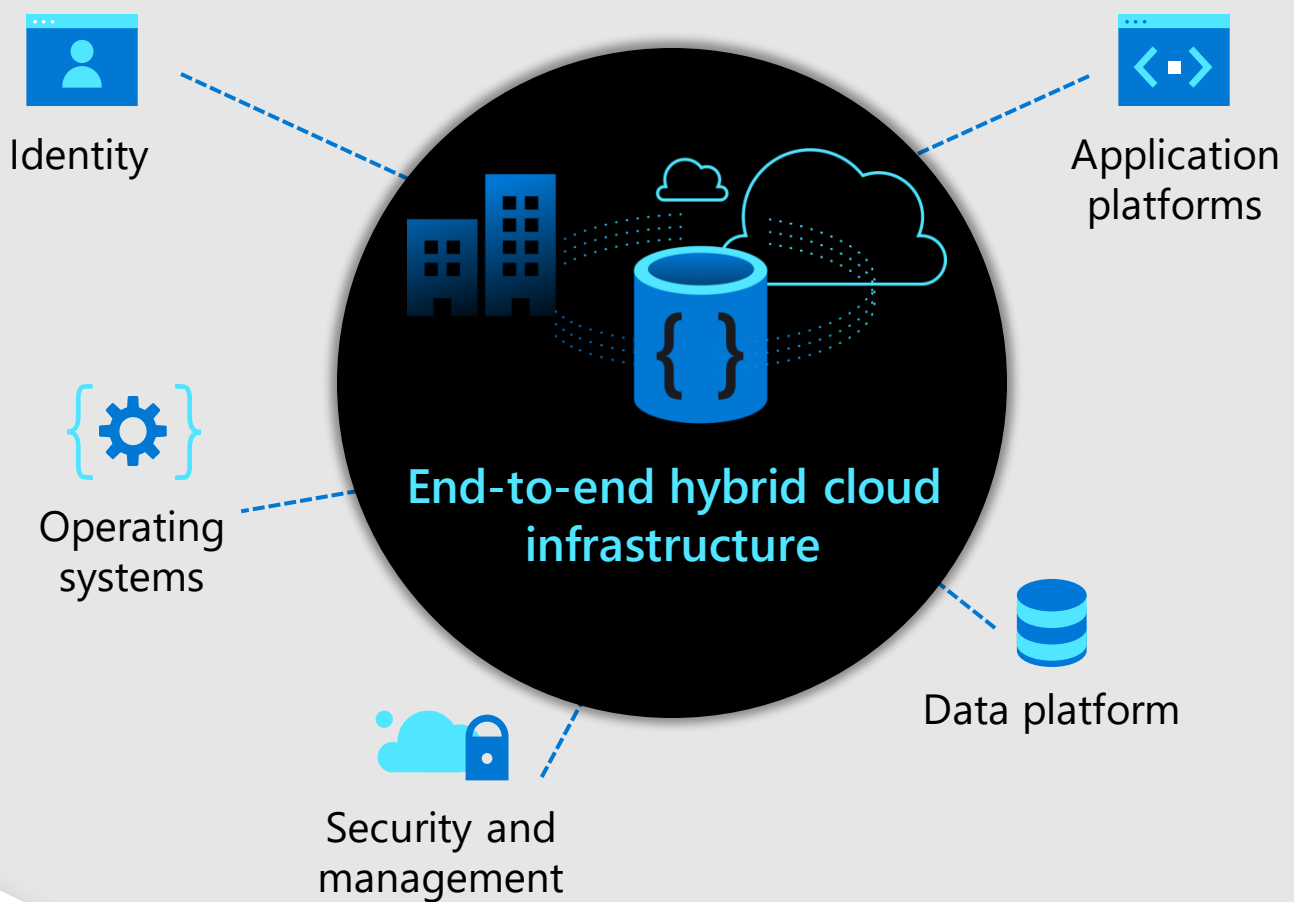 Identity
Application
platforms
{ }
End-to-end hybrid cloud
infrastructure
Operating
systems
Data platform
Security and
management